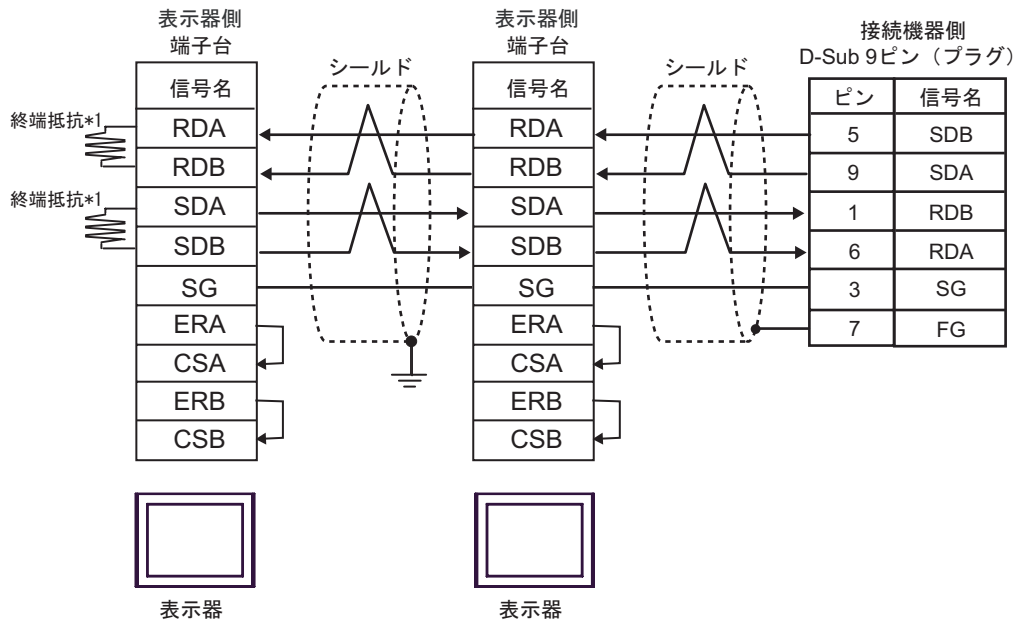 表示器側
端子台
信号名
RDA
RDB
SDA
SDB
SG
ERA
CSA
ERB
CSB
終端抵抗*1
終端抵抗*1
シールド
表示器
表示器側
端子台
信号名
RDA
RDB
SDA
SDB
SG
ERA
CSA
ERB
CSB
シールド
表示器
接続機器側
D-Sub 9ピン（プラグ）
ピン 信号名
5 SDB
9 SDA
1 RDB
6 RDA
3 SG
7 FG